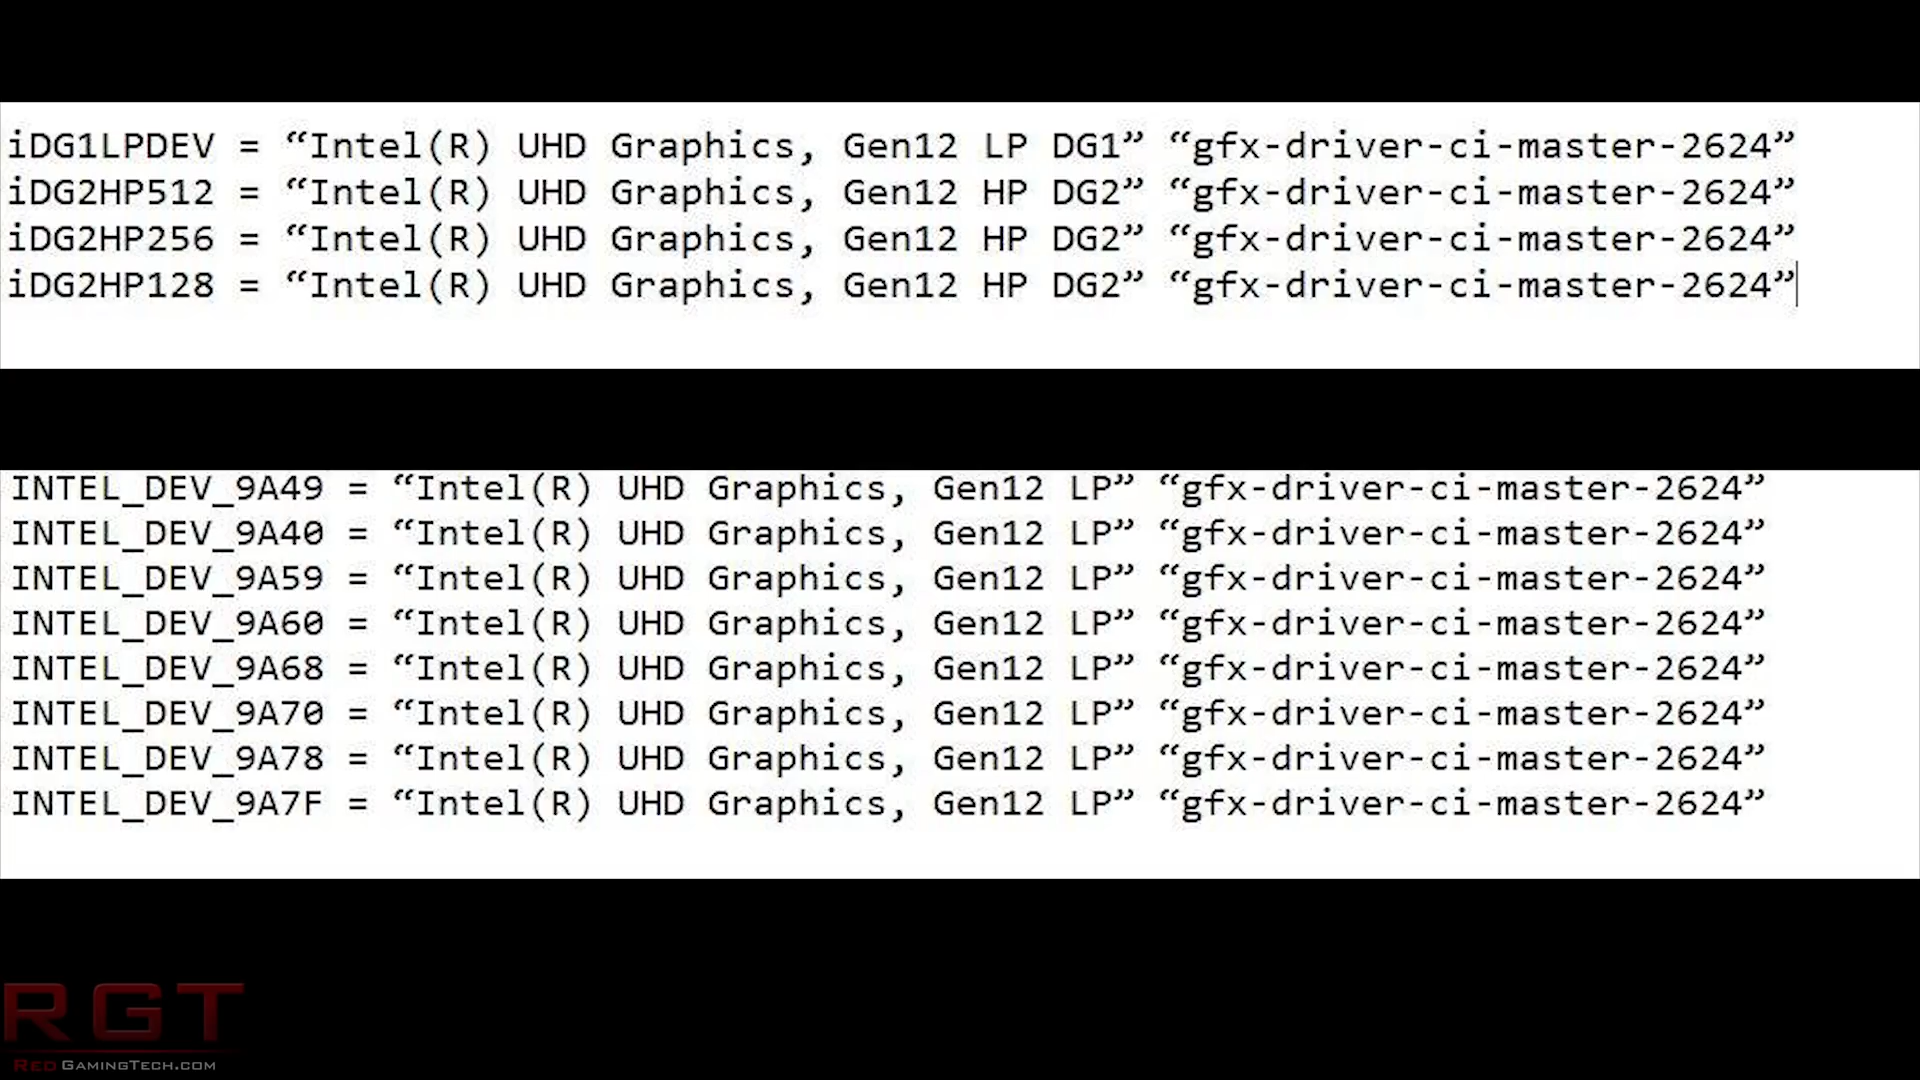 iDG1LPDEV = “Intel(R) UHD Graphics, Gen12 LP DG1” “gfx-driver-ci-master-2624”
iDG2HP512 = “Intel(R) UHD Graphics, Gen12 HP DG2” “gfx-driver-ci-master-2624”
iDG2HP256 = “Intel(R) UHD Graphics, Gen12 HP DG2” “gfx-driver-ci-master-2624”
iDG2HP128 = “Intel(R) UHD Graphics, Gen12 HP DG2” “gfx-driver-ci-master-2624”
INTEL_DEV_9A49 = “Intel(R) UHD Graphics, Gen12 LP” “gfx-driver-ci-master-2624”
INTEL_DEV_9A40 = “Intel(R) UHD Graphics, Gen12 LP” “gfx-driver-ci-master-2624”
INTEL_DEV_9A59 = “Intel(R) UHD Graphics, Gen12 LP” “gfx-driver-ci-master-2624”
INTEL_DEV_9A60 = “Intel(R) UHD Graphics, Gen12 LP” “gfx-driver-ci-master-2624”
INTEL_DEV_9A68 = “Intel(R) UHD Graphics, Gen12 LP” “gfx-driver-ci-master-2624”
INTEL_DEV_9A70 = “Intel(R) UHD Graphics, Gen12 LP” “gfx-driver-ci-master-2624”
INTEL_DEV_9A78 = “Intel(R) UHD Graphics, Gen12 LP” “gfx-driver-ci-master-2624”
INTEL_DEV_9A7F = “Intel(R) UHD Graphics, Gen12 LP” “gfx-driver-ci-master-2624”
RGT
RedGamingTech.com